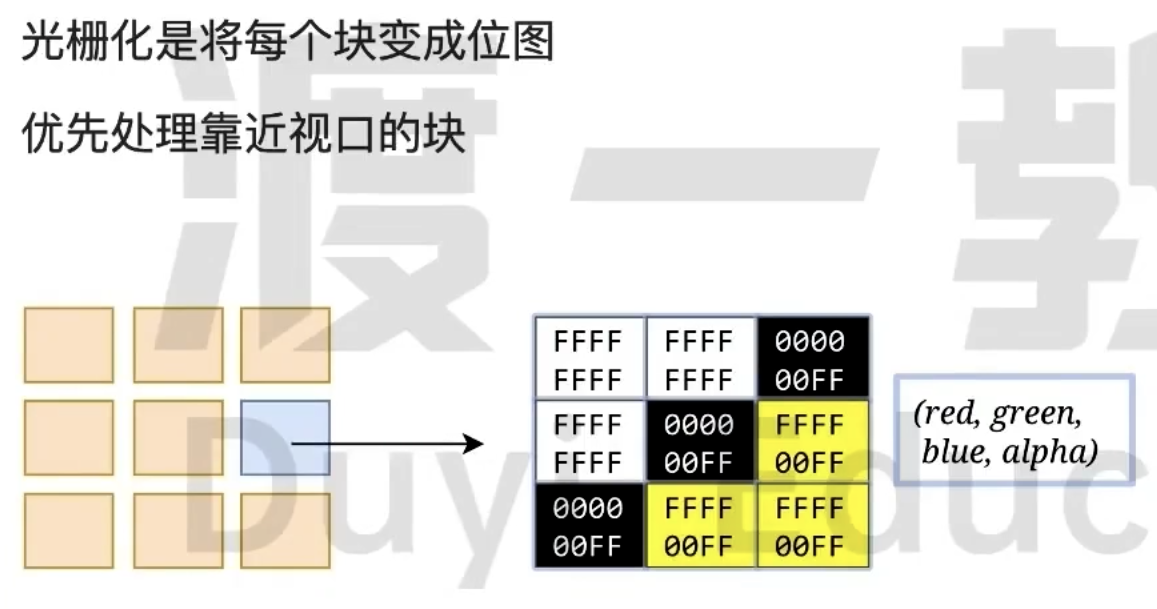 光栅化是将每个块变成位图
优先处理靠近视口的块
渡一教
Duyi Educ
FFFF FFFF 0000
FFFF FFFF 00FF
FFFF 0000 FFFF
FFFF 00FF 00FF
0000 FFFF FFFF
00FF 00FF 00FF
(red, green,
blue, alpha)